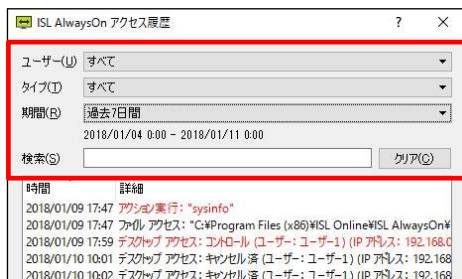 ISL AlwaysOn アクセス履歴 ? ×
ユーザー(U) すべて
タイプ(T) すべて
期間(R) 過去7日間
2018/01/04 0:00 - 2018/01/11 0:00
検索(S) クリア(C)
時間 詳細
2018/01/09 17:47 アクション実行: "sysinfo"
2018/01/09 17:47 ファイル アクセス: "C:¥Program Files (x86)¥ISL Online¥ISL AlwaysOn¥
2018/01/09 17:59 デスクトップ アクセス: コントロール (ユーザー: ユーザー1) (IP アドレス: 192.168.0
2018/01/10 10:01 デスクトップ アクセス: キャンセル済 (ユーザー: ユーザー1) (IP アドレス: 192.168
2018/01/10 10:02 デスクトップ アクセス: キャンセル済 (ユーザー: ユーザー1) (IP アドレス: 192.168